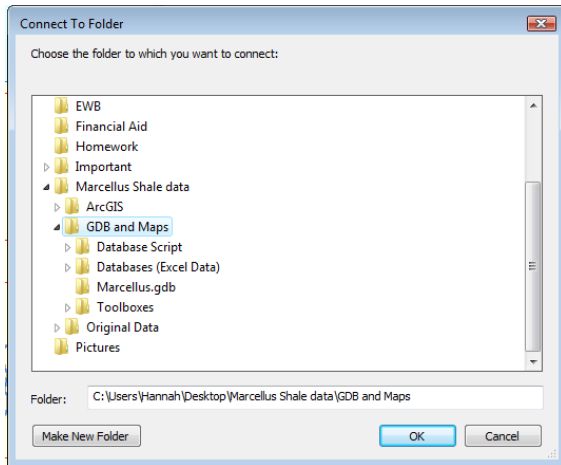 Connect To Folder
Choose the folder to which you want to connect:
EWB
Financial Aid
Homework
Important
Marcellus Shale data
ArcGIS
GDB and Maps
Database Script
Databases (Excel Data)
Marcellus.gdb
Toolboxes
Original Data
Pictures
Folder: C:\Users\Hannah\Desktop\Marcellus Shale data\GDB and Maps
Make New Folder OK Cancel